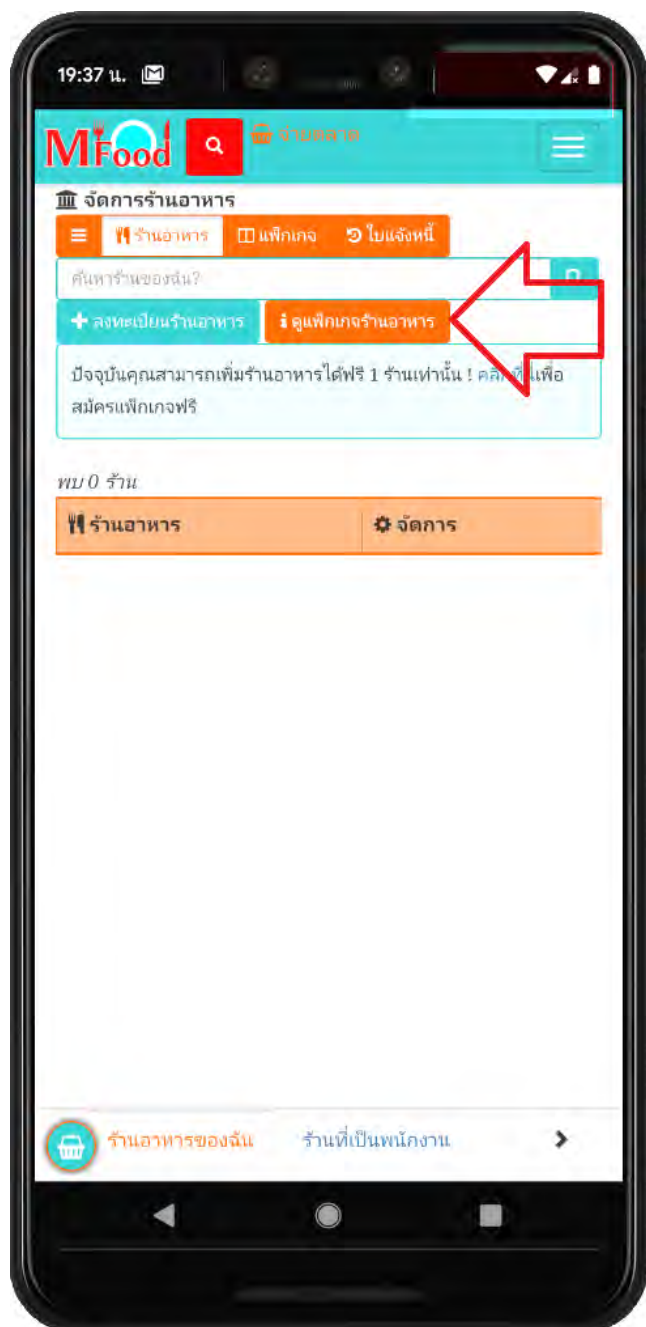 19:37 น.
MFood จ่ายตลาด
จัดการร้านอาหาร
ร้านอาหาร แพ็กเกจ ใบแจ้งหนี้
ค้นหาร้านของฉัน?
ลงทะเบียนร้านอาหาร ดูแพ็กเกจร้านอาหาร
ปัจจุบันคุณสามารถเพิ่มร้านอาหารได้ฟรี 1 ร้านเท่านั้น ! เพื่อ
สมัครแพ็กเกจฟรี
พบ 0 ร้าน
ร้านอาหาร จัดการ
ร้านอาหารของฉัน ร้านที่เป็นพนักงาน